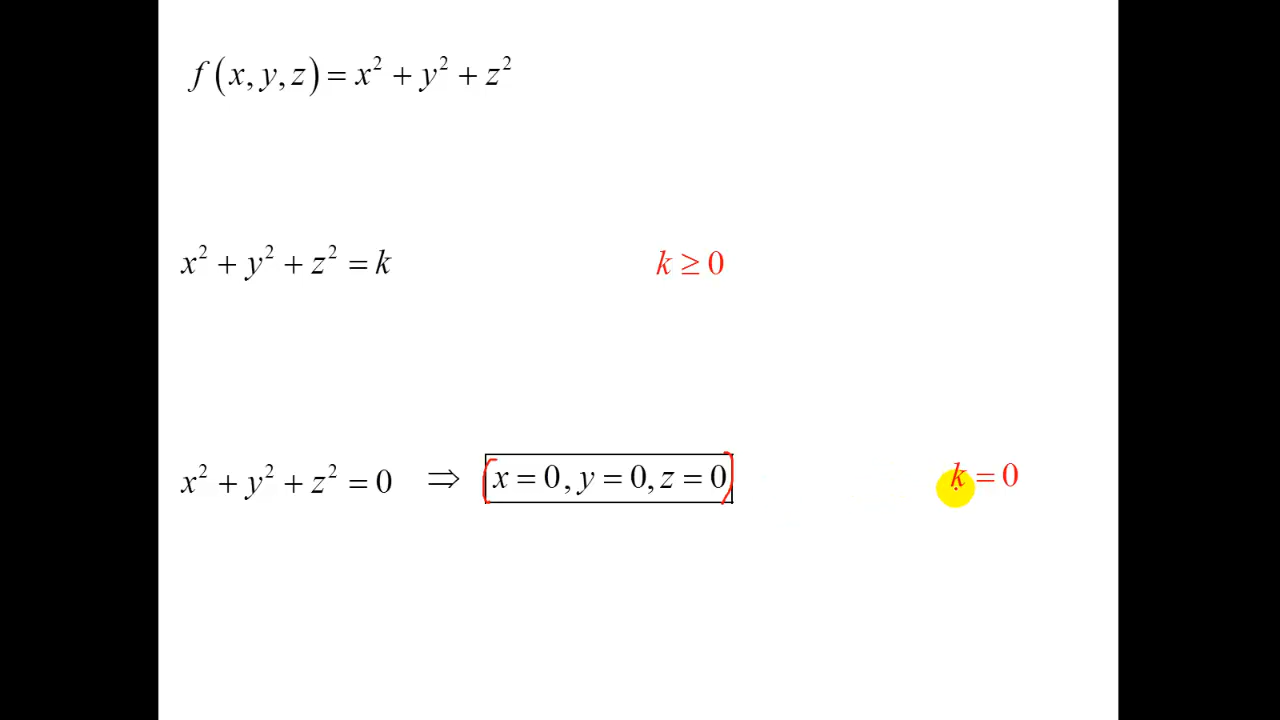 f(x, y, z) = x² + y² + z²
x² + y² + z² = k k ≥ 0
x² + y² + z² = 0 ⇒ x = 0, y = 0, z = 0 k = 0